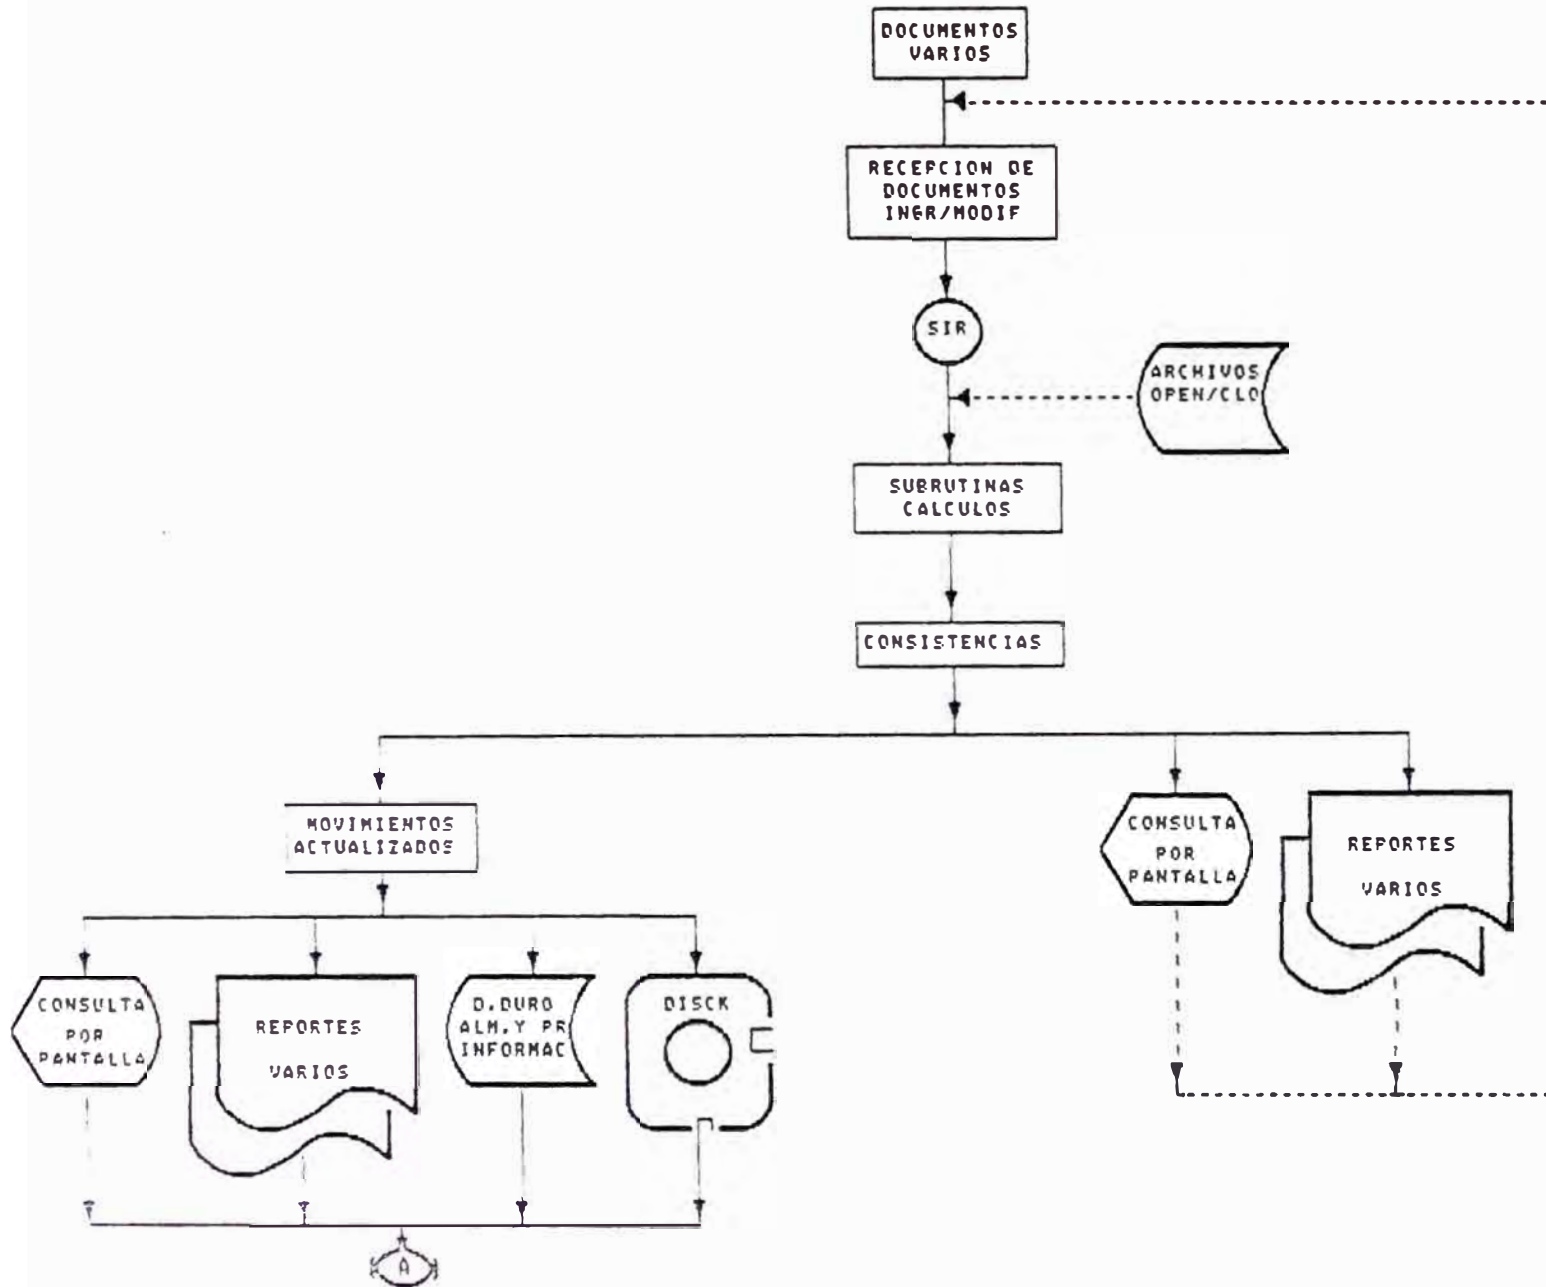 DOCUMENTOS
VARIOS
RECEPCION DE
DOCUMENTOS
INGR/MODIF
SIR
ARCHIVOS
OPEN/CLO
SUBRUTINAS
CALCULOS
CONSISTENCIAS
MOVIMIENTOS
ACTUALIZADOS
CONSULTA
POR
PANTALLA
REPORTES
VARIOS
CONSULTA
POR
PANTALLA
REPORTES
VARIOS
D.DURO
ALM.Y PR
INFORMAC
DISCK
A